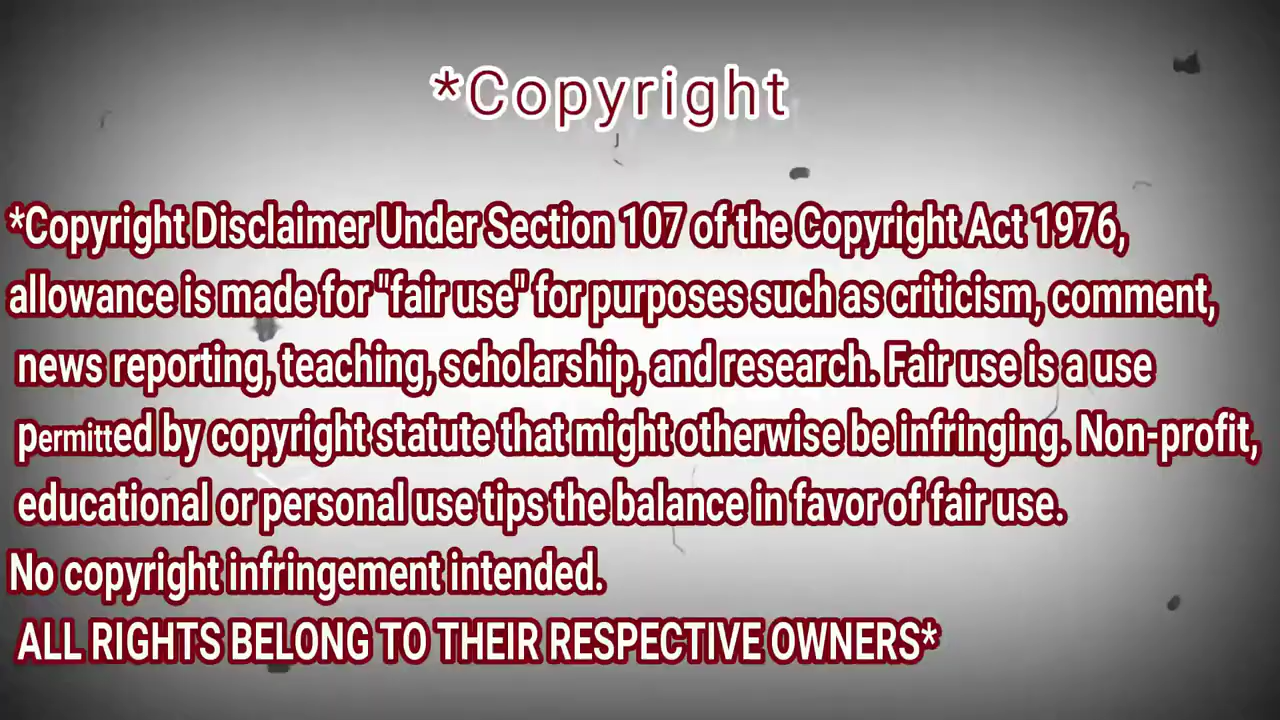 *Copyright
*Copyright Disclaimer Under Section 107 of the Copyright Act 1976,
allowance is made for "fair use" for purposes such as criticism, comment,
news reporting, teaching, scholarship, and research. Fair use is a use
permitted by copyright statute that might otherwise be infringing. Non-profit,
educational or personal use tips the balance in favor of fair use.
No copyright infringement intended.
ALL RIGHTS BELONG TO THEIR RESPECTIVE OWNERS*